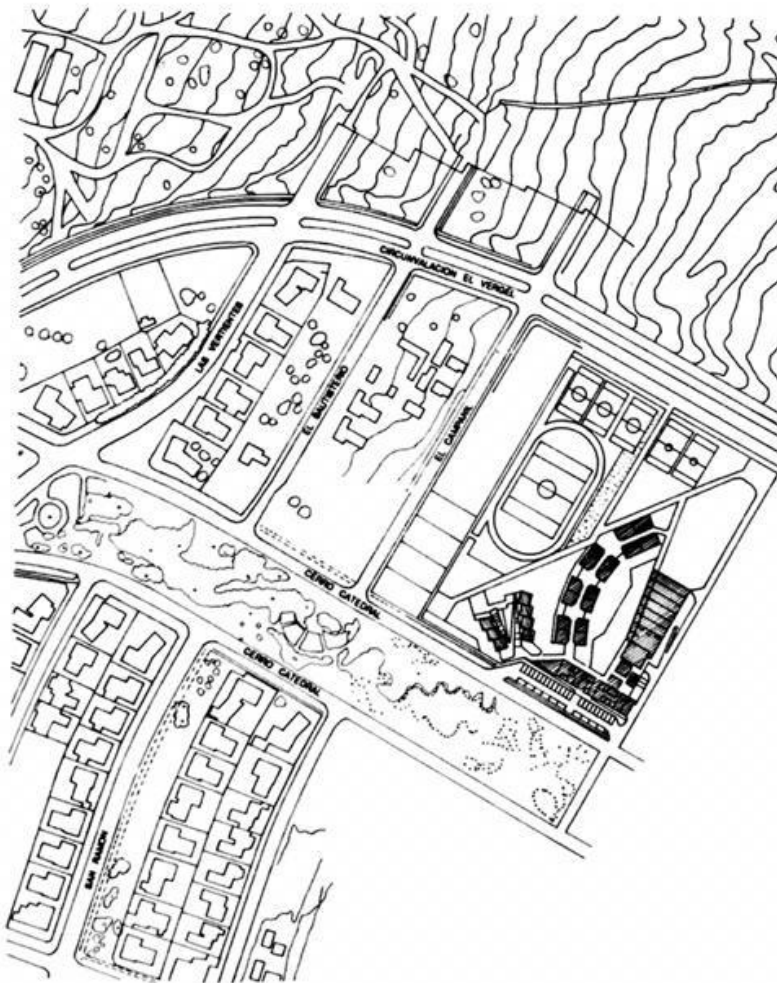 CIRCUNVALACION EL VERGEL
LAS VERTIENTES
EL BAUTISTERIO
EL CAMPANIL
CERRO CATEDRAL
CERRO CATEDRAL
SAN RAMON